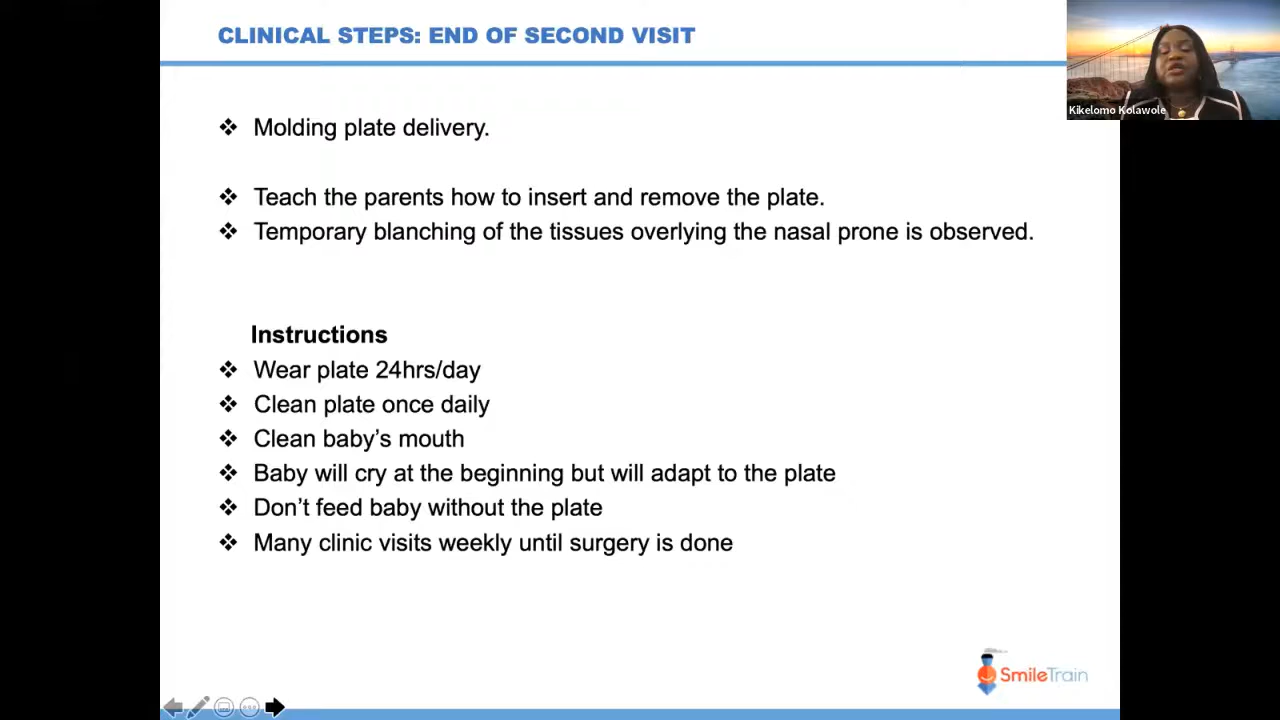 CLINICAL STEPS: END OF SECOND VISIT
Kikelomo Kolawole
❖ Molding plate delivery.
❖ Teach the parents how to insert and remove the plate.
❖ Temporary blanching of the tissues overlying the nasal prone is observed.
Instructions
❖ Wear plate 24hrs/day
❖ Clean plate once daily
❖ Clean baby’s mouth
❖ Baby will cry at the beginning but will adapt to the plate
❖ Don’t feed baby without the plate
❖ Many clinic visits weekly until surgery is done
SmileTrain